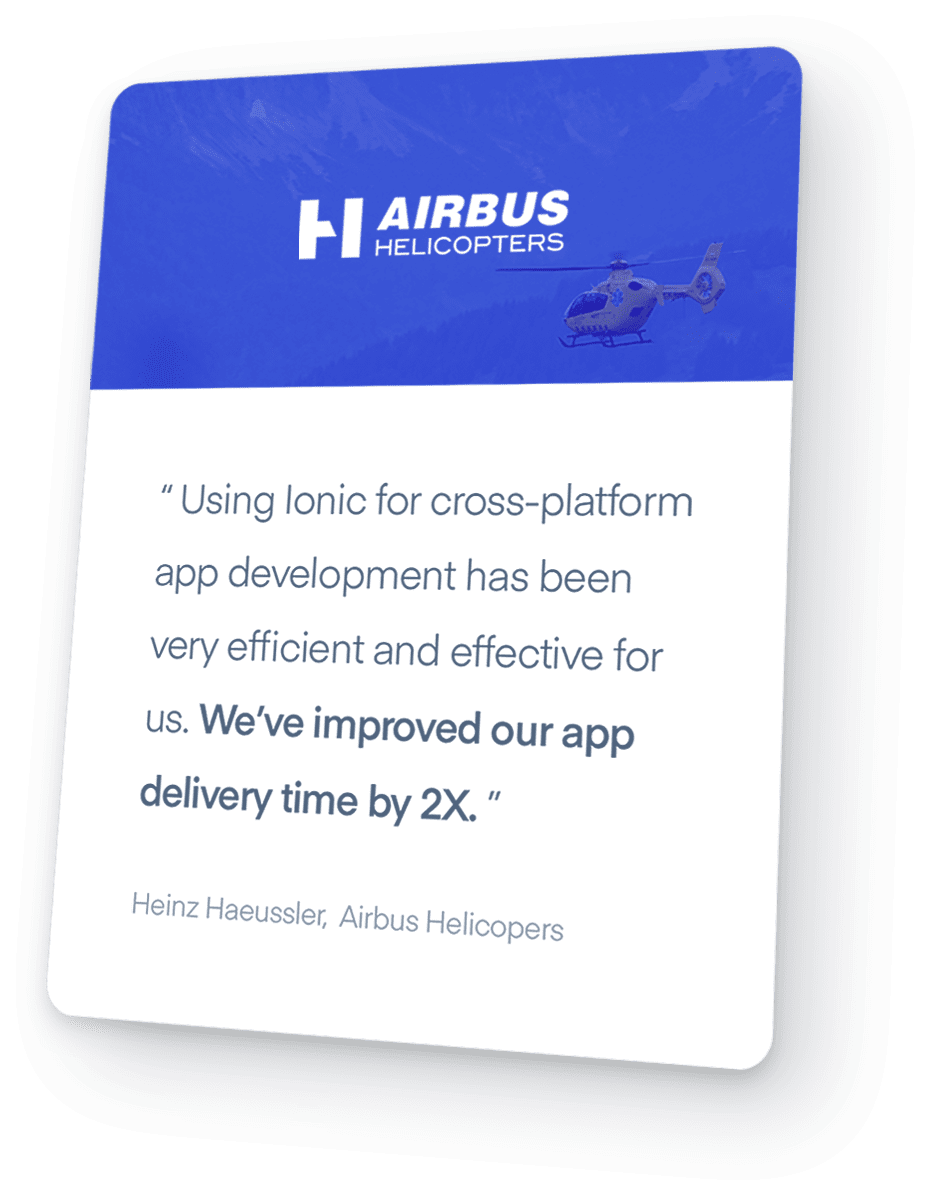 AIRBUS
HELICOPTERS
“ Using Ionic for cross-platform
app development has been
very efficient and effective for
us. We’ve improved our app
delivery time by 2X. ”
Heinz Haeussler, Airbus Helicopers